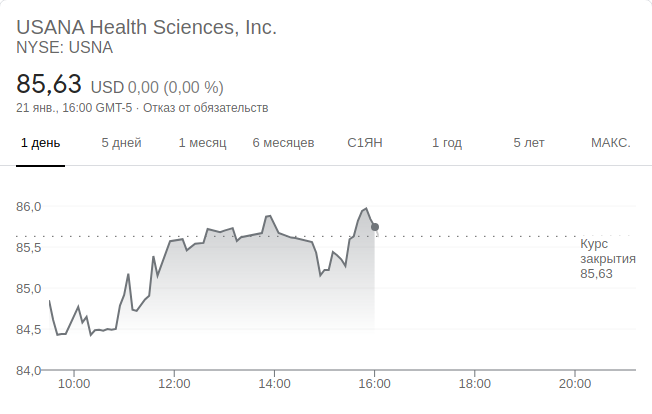 USANA Health Sciences, Inc.
NYSE: USNA
85,63 USD 0,00 (0,00 %)
21 янв., 16:00 GMT-5 · Отказ от обязательств
1 день 5 дней 1 месяц 6 месяцев С1ЯН 1 год 5 лет МАКС.
86,0
85,5
85,0
84,5
84,0
Курс
закрытия
85,63
10:00 12:00 14:00 16:00 18:00 20:00